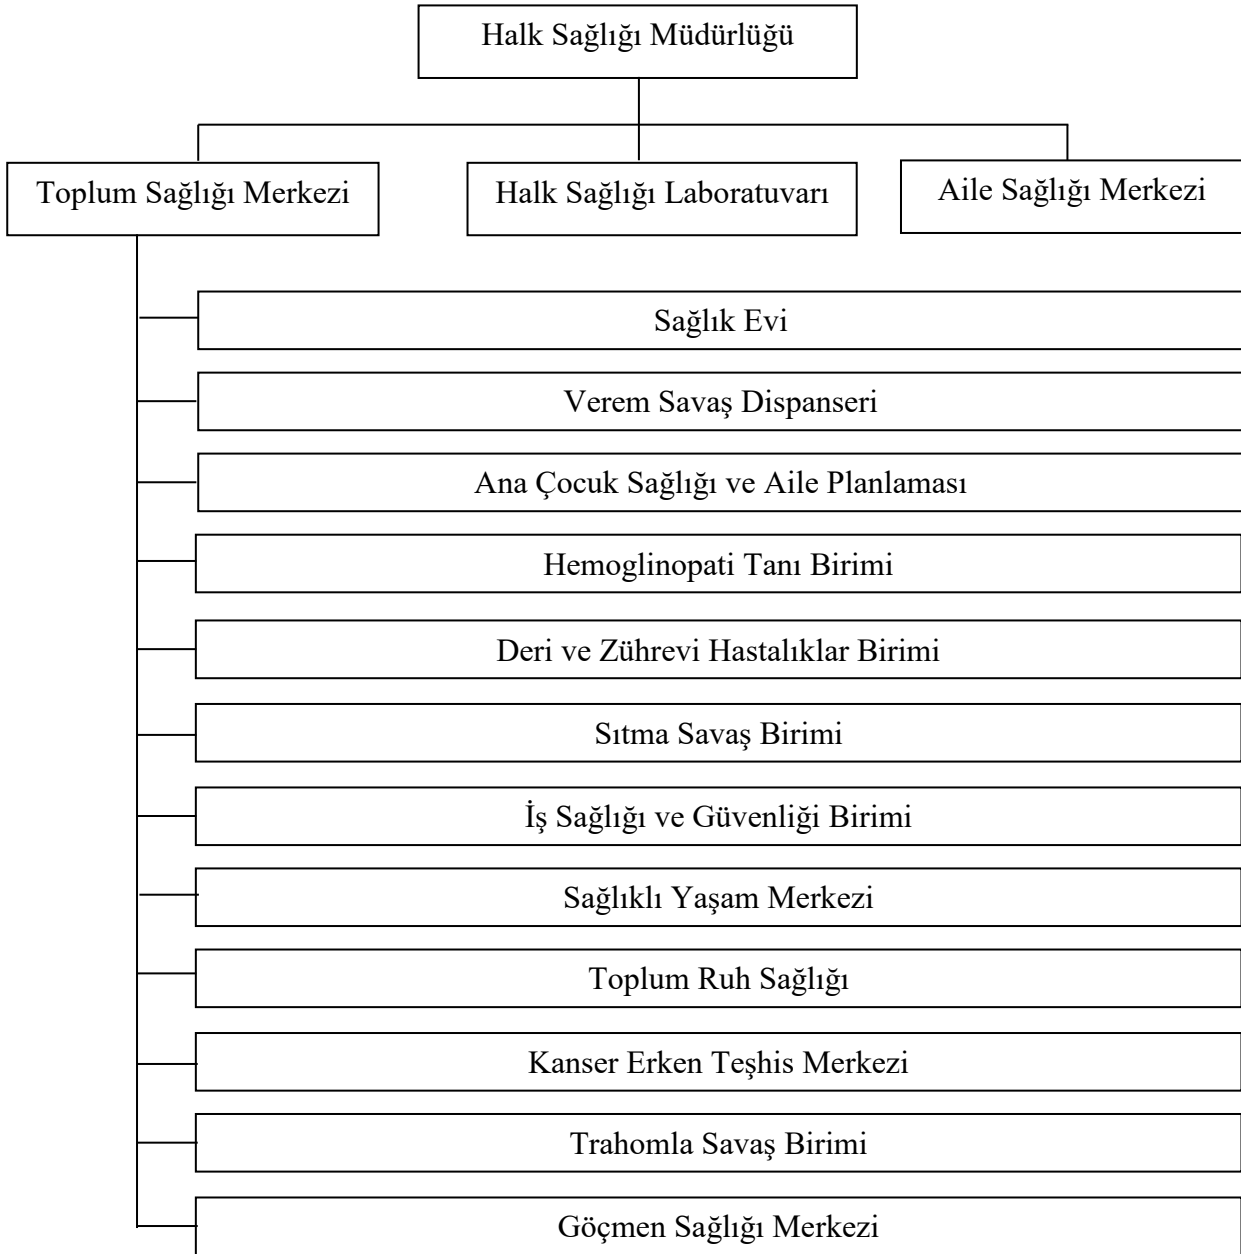 Halk Sağlığı Müdürlüğü
Toplum Sağlığı Merkezi
Halk Sağlığı Laboratuvarı
Aile Sağlığı Merkezi
Sağlık Evi
Verem Savaş Dispanseri
Ana Çocuk Sağlığı ve Aile Planlaması
Hemoglinopati Tanı Birimi
Deri ve Zührevi Hastalıklar Birimi
Sıtma Savaş Birimi
İş Sağlığı ve Güvenliği Birimi
Sağlıklı Yaşam Merkezi
Toplum Ruh Sağlığı
Kanser Erken Teşhis Merkezi
Trahomla Savaş Birimi
Göçmen Sağlığı Merkezi